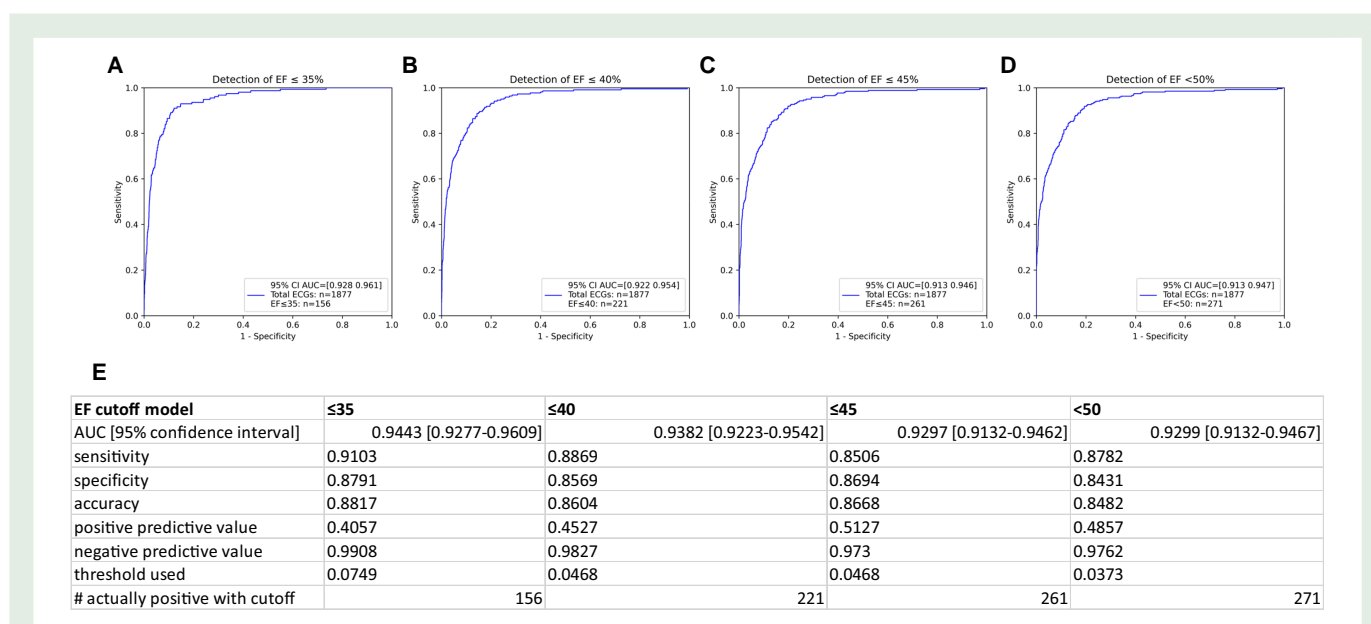 A
Detection of EF ≤ 35%
1.0
0.8
0.6
0.4
0.2
0.0
Sensitivity
95% CI AUC=[0.928 0.961]
Total ECGs: n=1877
EF≤35: n=156
0.0 0.2 0.4 0.6 0.8 1.0
1 - Specificity
B
Detection of EF ≤ 40%
1.0
0.8
0.6
0.4
0.2
0.0
Sensitivity
95% CI AUC=[0.922 0.954]
Total ECGs: n=1877
EF≤40: n=221
0.0 0.2 0.4 0.6 0.8 1.0
1 - Specificity
C
Detection of EF ≤ 45%
1.0
0.8
0.6
0.4
0.2
0.0
Sensitivity
95% CI AUC=[0.913 0.946]
Total ECGs: n=1877
EF≤45: n=261
0.0 0.2 0.4 0.6 0.8 1.0
1 - Specificity
D
Detection of EF <50%
1.0
0.8
0.6
0.4
0.2
0.0
Sensitivity
95% CI AUC=[0.913 0.947]
Total ECGs: n=1877
EF<50: n=271
0.0 0.2 0.4 0.6 0.8 1.0
1 - Specificity
E
EF cutoff model ≤35 ≤40 ≤45 <50
AUC [95% confidence interval] 0.9443 [0.9277-0.9609] 0.9382 [0.9223-0.9542] 0.9297 [0.9132-0.9462] 0.9299 [0.9132-0.9467]
sensitivity 0.9103 0.8869 0.8506 0.8782
specificity 0.8791 0.8569 0.8694 0.8431
accuracy 0.8817 0.8604 0.8668 0.8482
positive predictive value 0.4057 0.4527 0.5127 0.4857
negative predictive value 0.9908 0.9827 0.973 0.9762
threshold used 0.0749 0.0468 0.0468 0.0373
# actually positive with cutoff 156 221 261 271